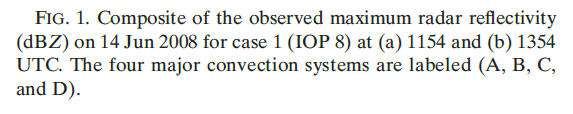 FIG. 1. Composite of the observed maximum radar reflectivity
(dBZ) on 14 Jun 2008 for case 1 (IOP 8) at (a) 1154 and (b) 1354
UTC. The four major convection systems are labeled (A, B, C,
and D).